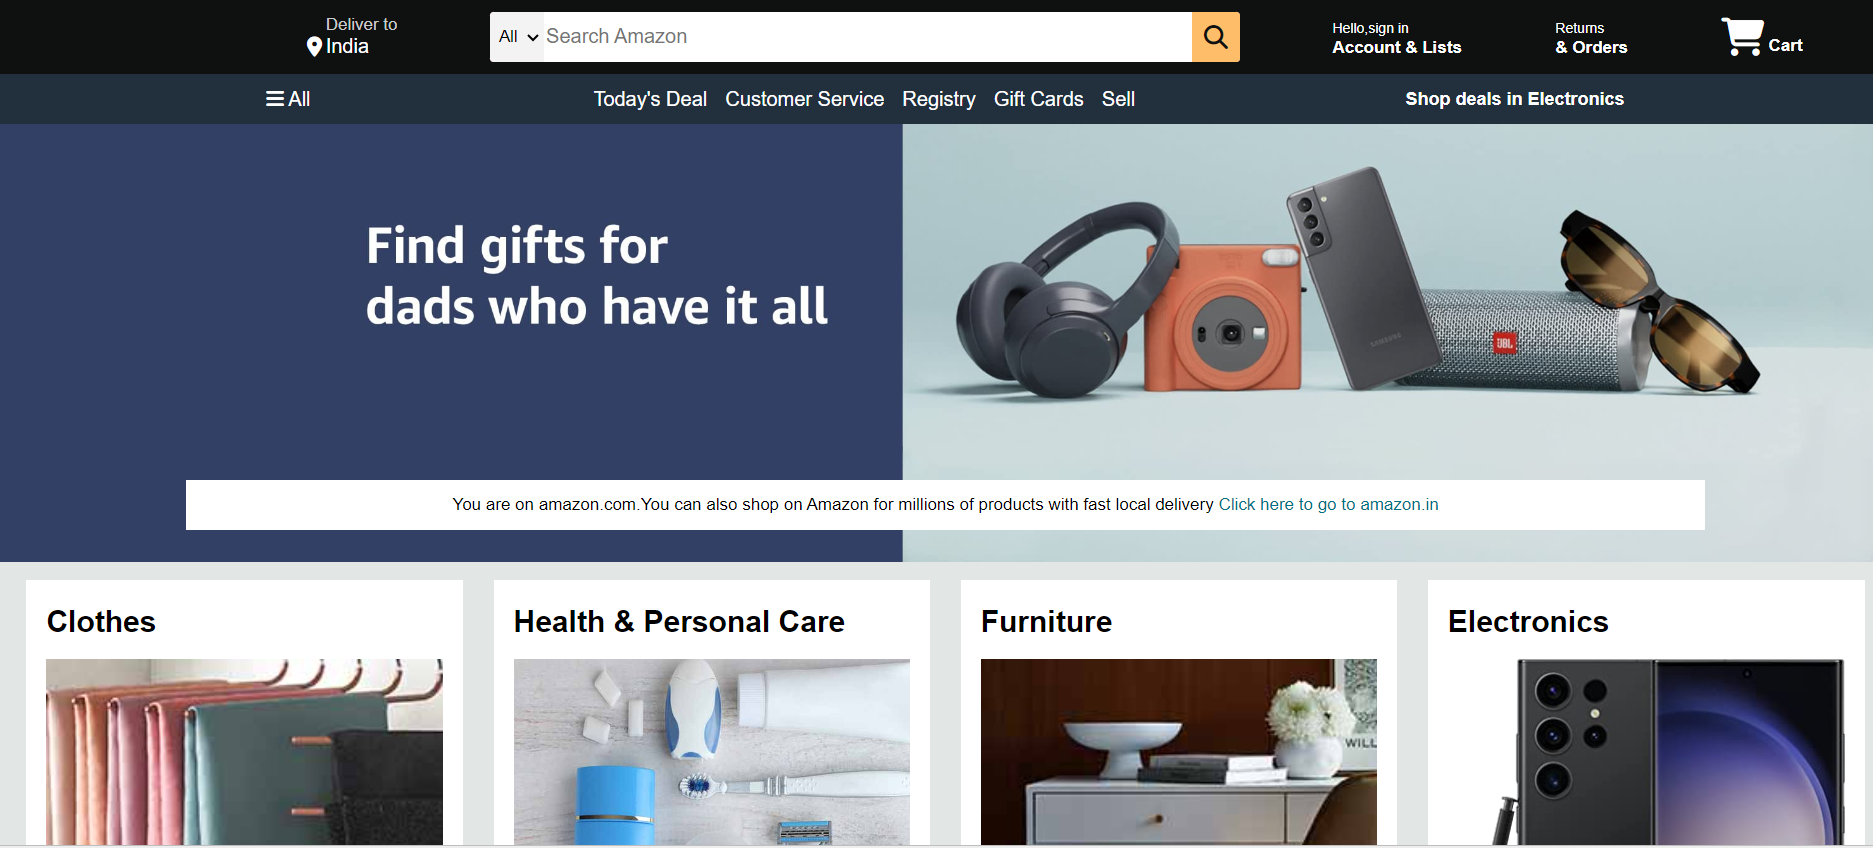 Deliver to
India
All
Search Amazon
Hello,sign in
Account & Lists
Returns
& Orders
Cart
All
Today's Deal
Customer Service
Registry
Gift Cards
Sell
Shop deals in Electronics
Find gifts for
dads who have it all
SAMSUNG
JBL
You are on amazon.com.You can also shop on Amazon for millions of products with fast local delivery Click here to go to amazon.in
Clothes
Health & Personal Care
Furniture
Electronics
WILL